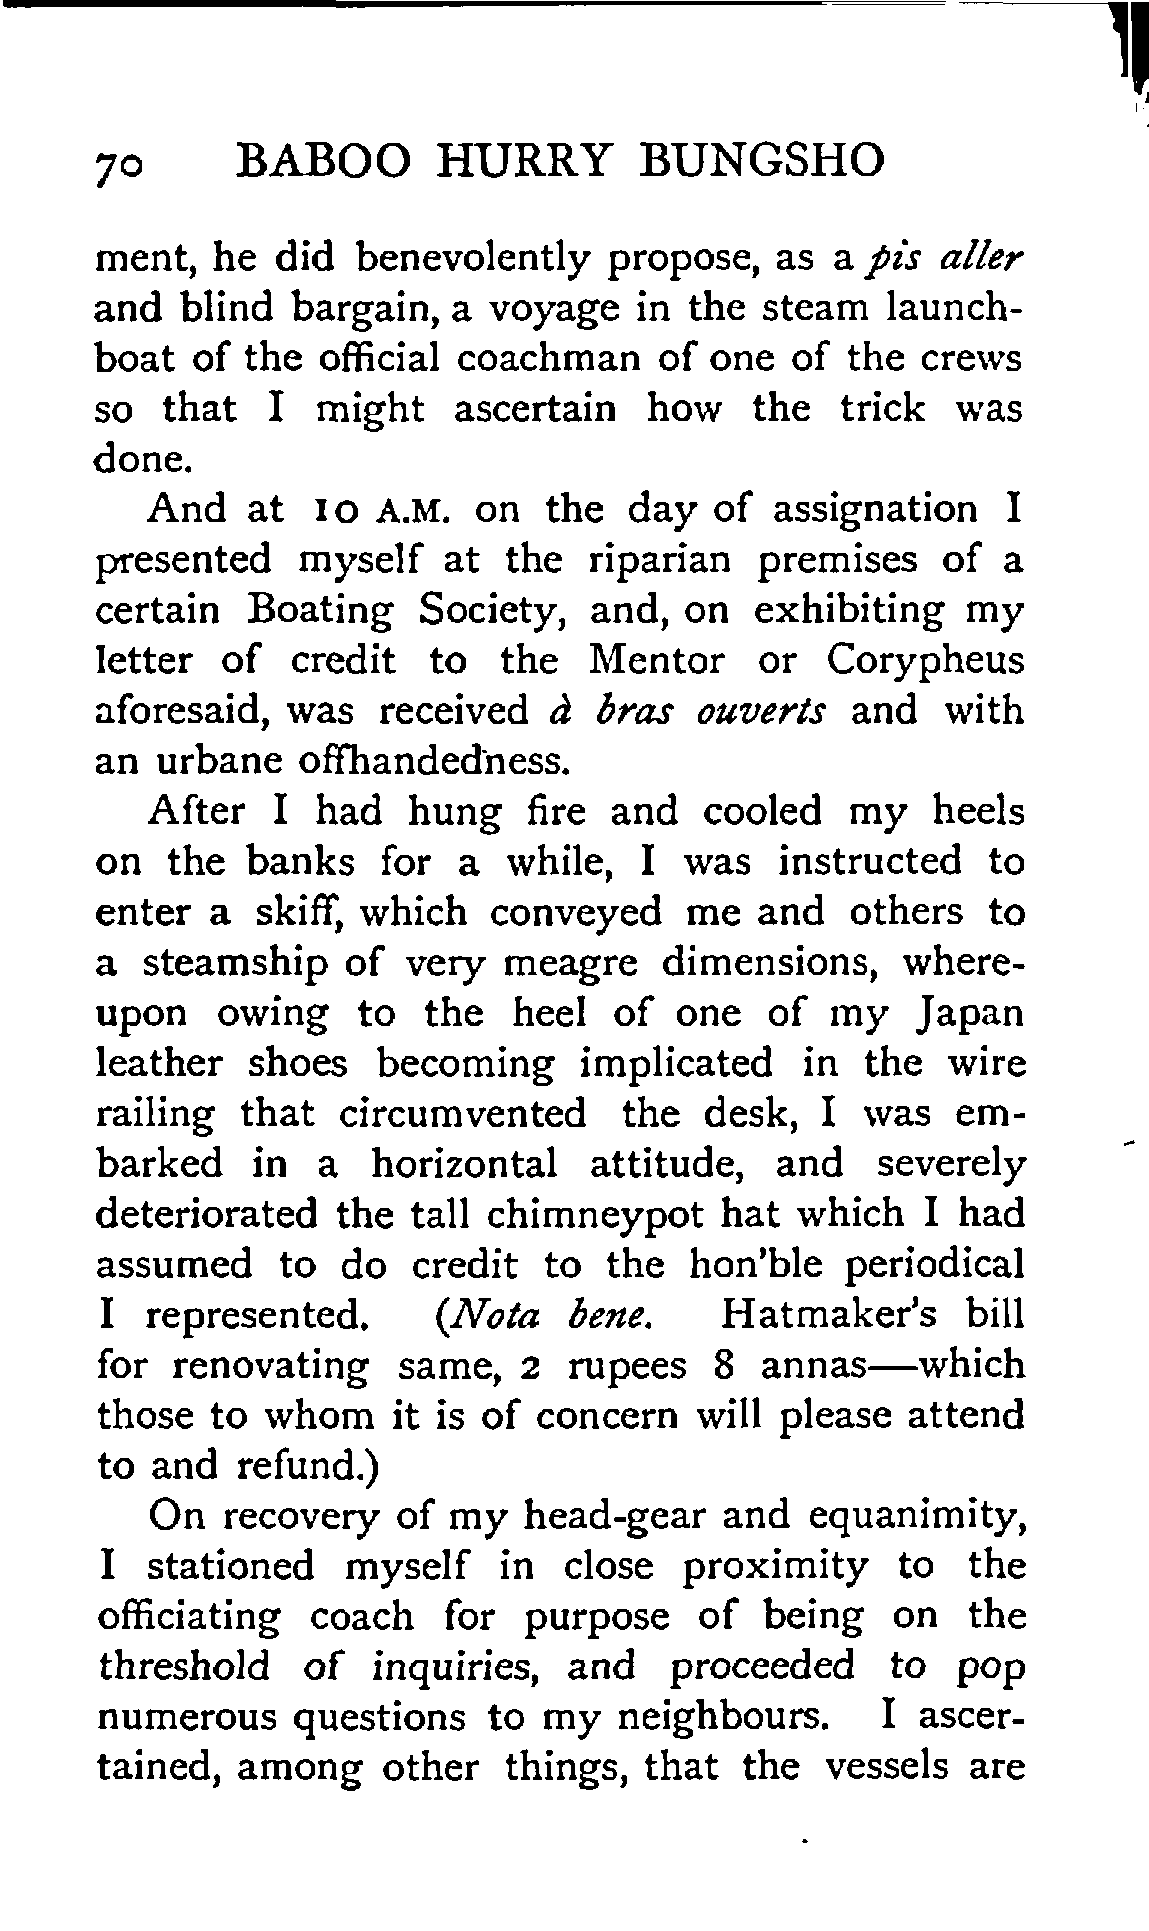 70 BABOO HURRY BUNGSHO
ment, he did benevolently propose, as a pis aller
and blind bargain, a voyage in the steam launch-
boat of the official coachman of one of the crews
so that I might ascertain how the trick was
done.
And at 10 A.M. on the day of assignation I
presented myself at the riparian premises of a
certain Boating Society, and, on exhibiting my
letter of credit to the Mentor or Corypheus
aforesaid, was received à bras ouverts and with
an urbane offhandedness.
After I had hung fire and cooled my heels
on the banks for a while, I was instructed to
enter a skiff, which conveyed me and others to
a steamship of very meagre dimensions, where-
upon owing to the heel of one of my Japan
leather shoes becoming implicated in the wire
railing that circumvented the desk, I was em-
barked in a horizontal attitude, and severely
deteriorated the tall chimneypot hat which I had
assumed to do credit to the hon'ble periodical
I represented. (Nota bene. Hatmaker's bill
for renovating same, 2 rupees 8 annas—which
those to whom it is of concern will please attend
to and refund.)
On recovery of my head-gear and equanimity,
I stationed myself in close proximity to the
officiating coach for purpose of being on the
threshold of inquiries, and proceeded to pop
numerous questions to my neighbours. I ascer-
tained, among other things, that the vessels are